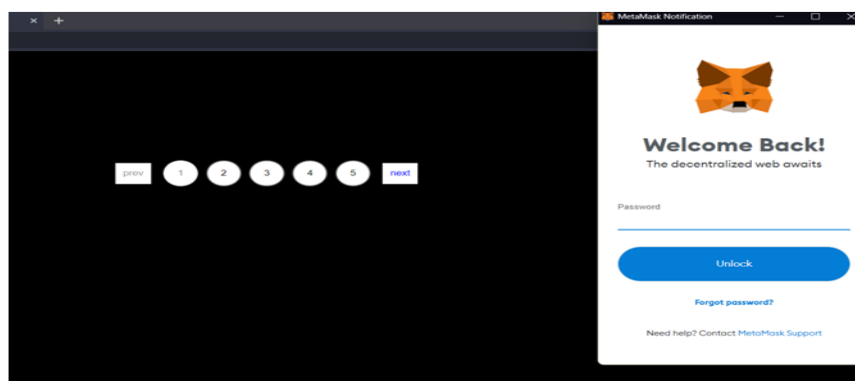 MetaMask Notification
prev 1 2 3 4 5 next
Welcome Back!
The decentralized web awaits
Password
Unlock
Forgot password?
Need help? Contact MetaMask Support